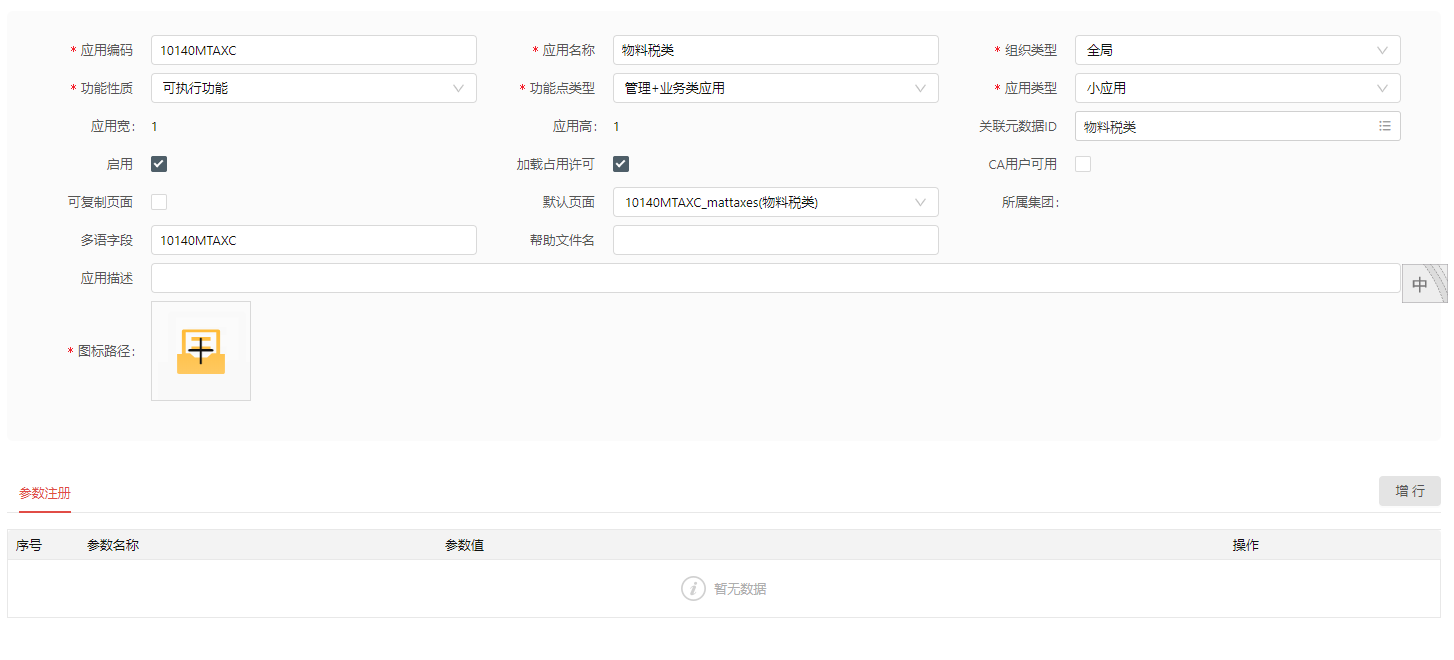 * 应用编码 10140MTAXC * 应用名称 物料税类 * 组织类型 全局
* 功能性质 可执行功能 * 功能点类型 管理+业务类应用 * 应用类型 小应用
应用宽: 1 应用高: 1 关联元数据ID 物料税类
启用 加载占用许可 CA用户可用
可复制页面 默认页面 10140MTAXC_mattaxes(物料税类) 所属集团:
多语字段 10140MTAXC 帮助文件名
应用描述
中
* 图标路径:
参数注册 增 行
序号 参数名称 参数值 操作
暂无数据